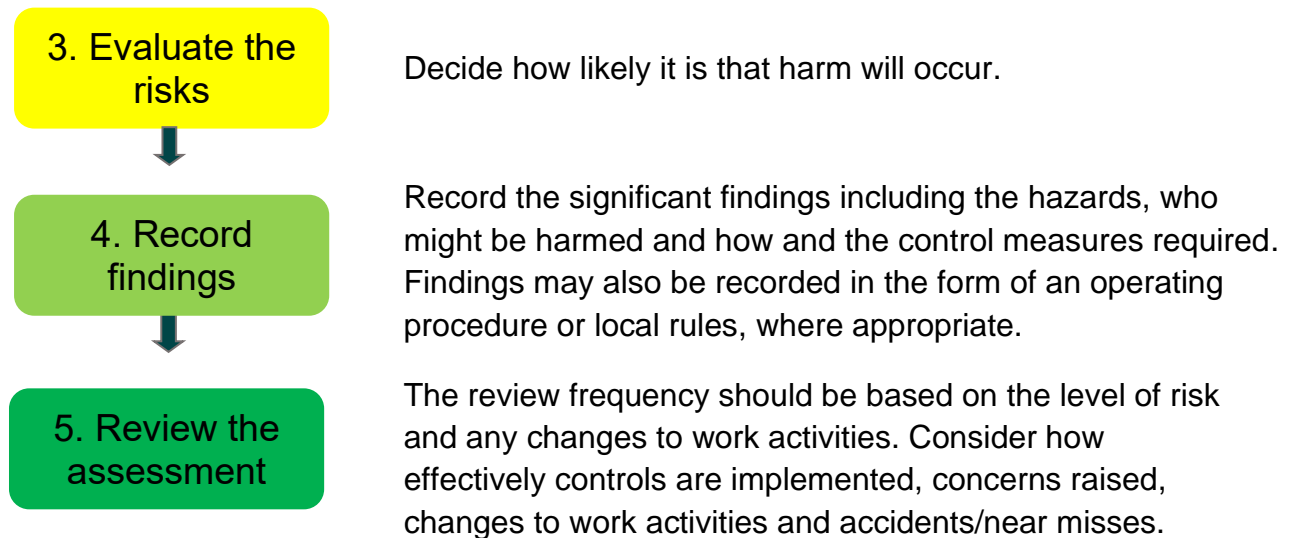 3. Evaluate the
risks
Decide how likely it is that harm will occur.
4. Record
findings
Record the significant findings including the hazards, who
might be harmed and how and the control measures required.
Findings may also be recorded in the form of an operating
procedure or local rules, where appropriate.
5. Review the
assessment
The review frequency should be based on the level of risk
and any changes to work activities. Consider how
effectively controls are implemented, concerns raised,
changes to work activities and accidents/near misses.